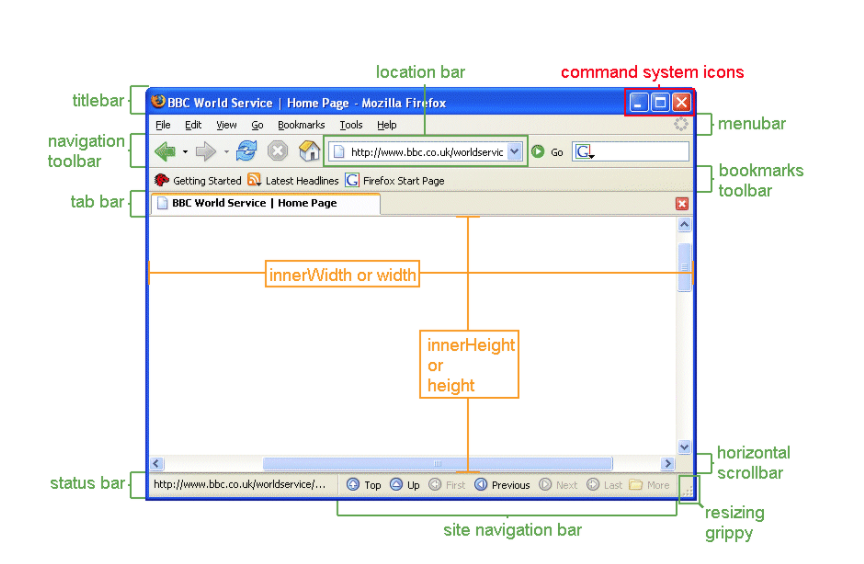 location bar
command system icons
titlebar
BBC World Service | Home Page - Mozilla Firefox
File Edit View Go Bookmarks Tools Help
menubar
navigation
toolbar
http://www.bbc.co.uk/worldservic
Go
G
Getting Started Latest Headlines G Firefox Start Page
bookmarks
toolbar
tab bar
BBC World Service | Home Page
innerWidth or width
innerHeight
or
height
horizontal
scrollbar
status bar
http://www.bbc.co.uk/worldservice/... Top Up First Previous Next Last More
site navigation bar
resizing
grippy